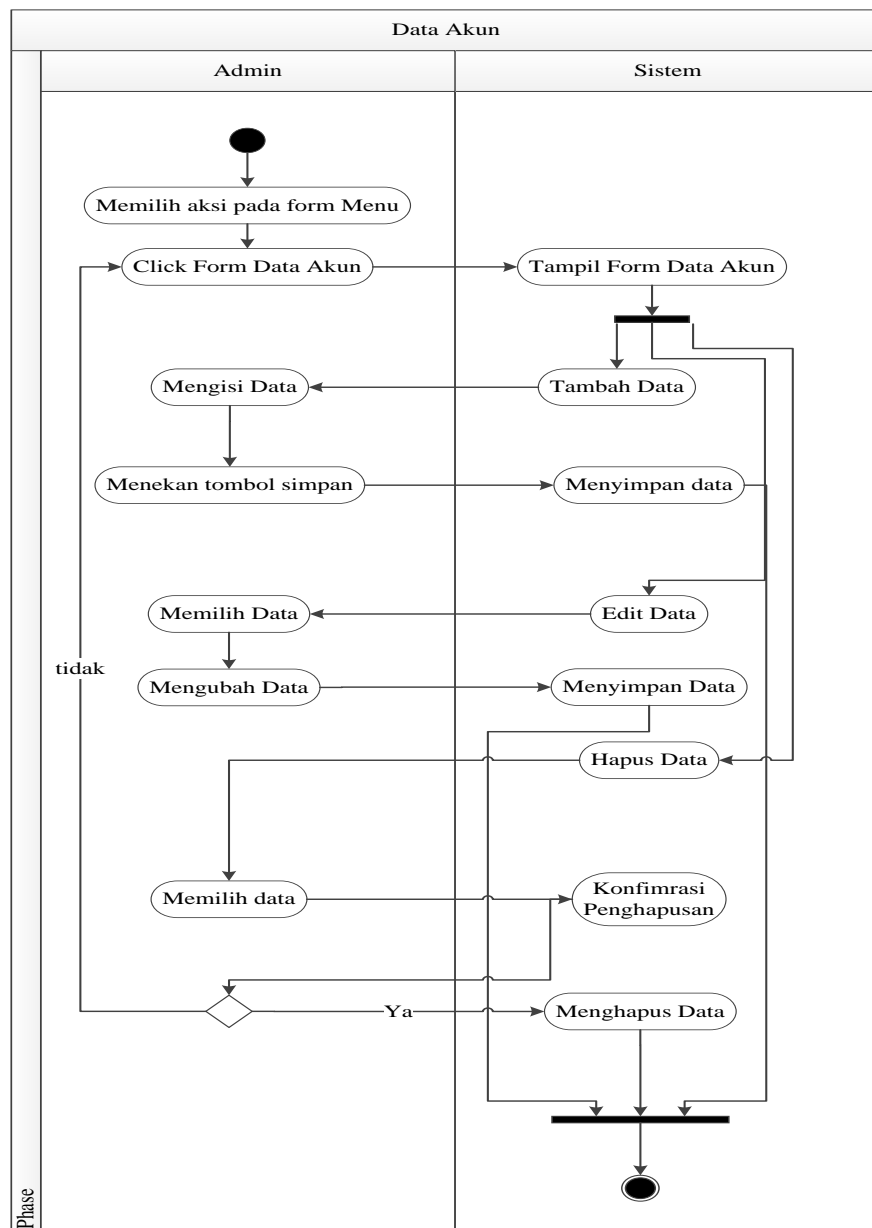 Data Akun
Admin
Sistem
Memilih aksi pada form Menu
Click Form Data Akun
Tampil Form Data Akun
Mengisi Data
Tambah Data
Menekan tombol simpan
Menyimpan data
Memilih Data
Edit Data
tidak
Mengubah Data
Menyimpan Data
Hapus Data
Memilih data
Konfimrasi
Penghapusan
Ya
Menghapus Data
Phase